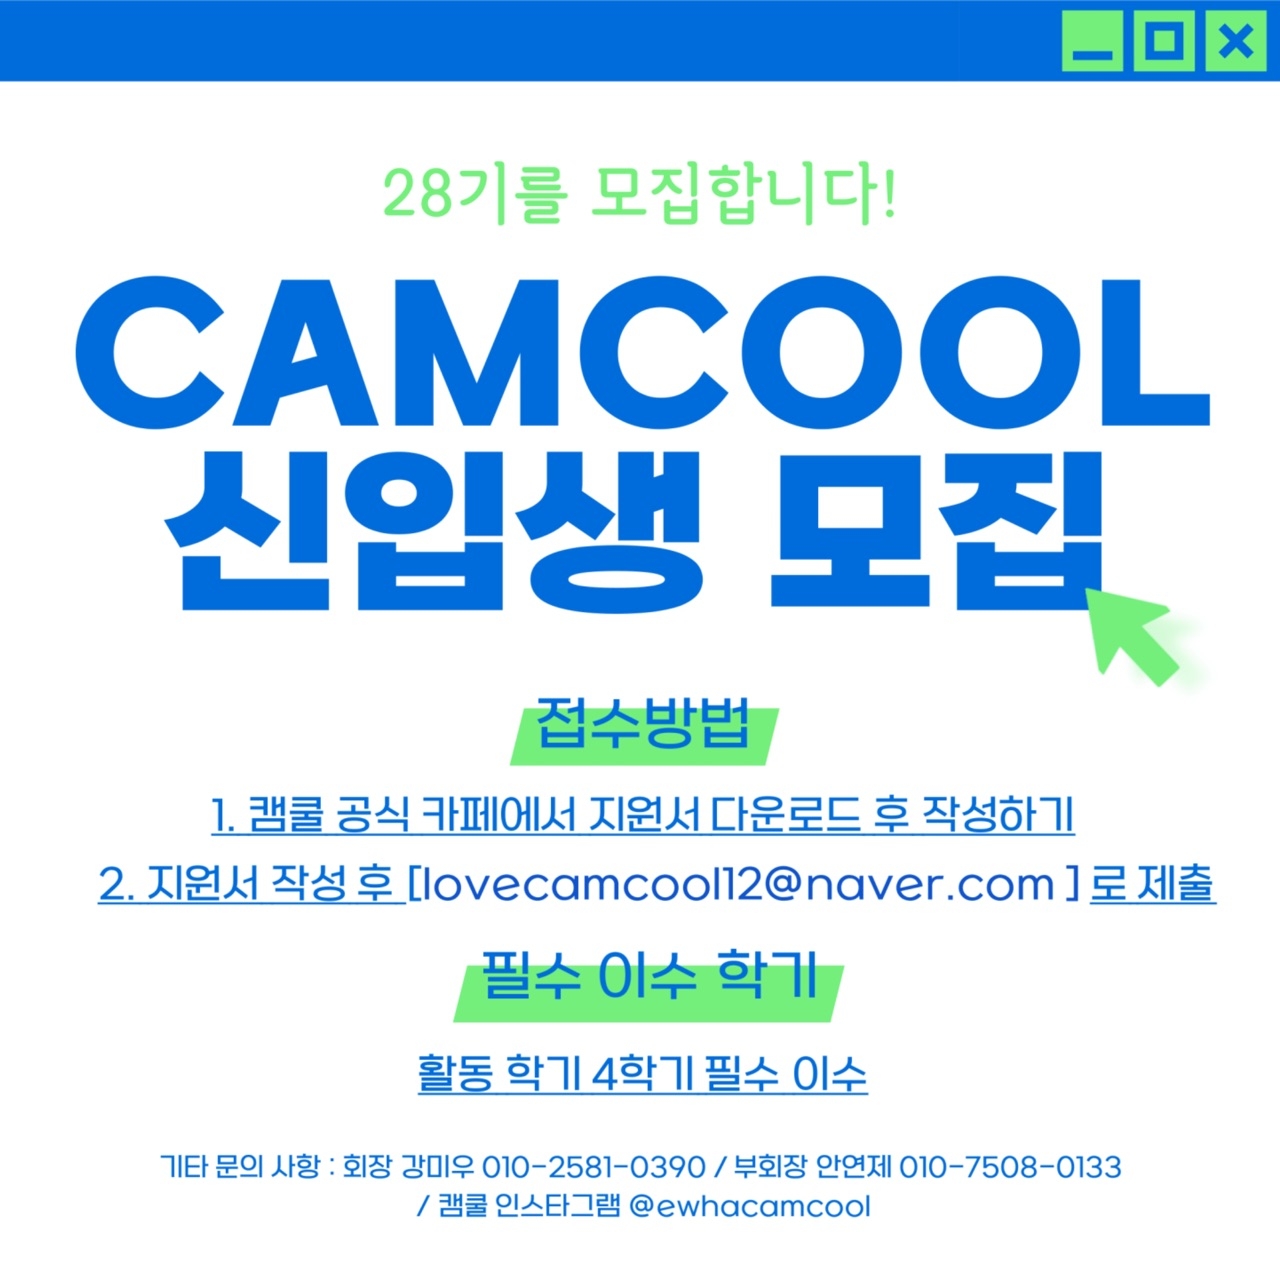 28기를 모집합니다!
CAMCOOL
신입생 모집
접수방법
1. 캠쿨 공식 카페에서 지원서 다운로드 후 작성하기
2. 지원서 작성 후 [lovecamcool12@naver.com ] 로 제출
필수 이수 학기
활동 학기 4학기 필수 이수
기타 문의 사항 : 회장 강미우 010-2581-0390 / 부회장 안연제 010-7508-0133
/ 캠쿨 인스타그램 @ewhacamcool